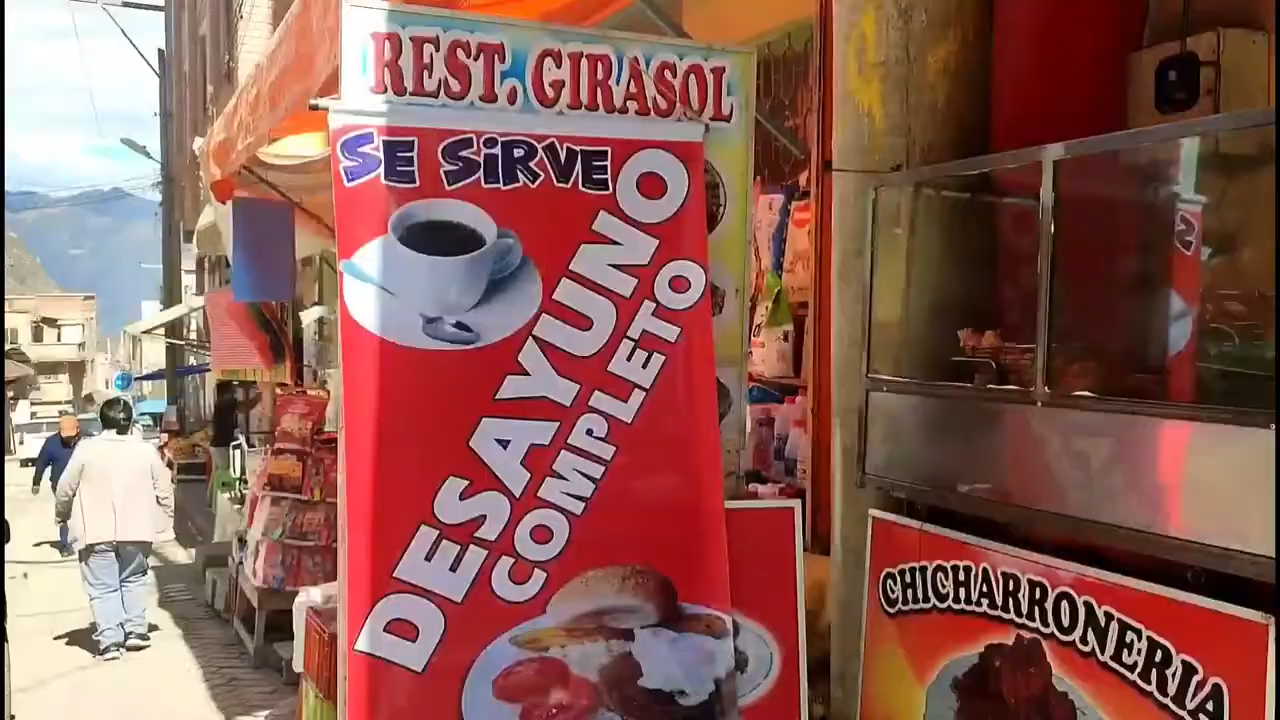 REST. GIRASOL
SE SiRVE
DESAYUNO
COMPLETO
CHICHARRONERIA